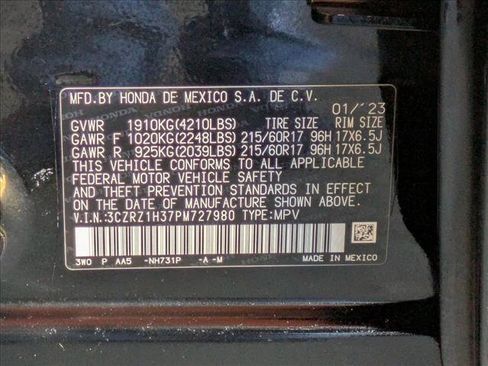 MFD.BY HONDA DE MEXICO S.A. DE C.V.
01/´23
GVWR 1910KG(4210LBS) TIRE SIZE RIM SIZE
GAWR F 1020KG(2248LBS) 215/60R17 96H 17X6.5J
GAWR R 925KG(2039LBS) 215/60R17 96H 17X6.5J
THIS VEHICLE CONFORMS TO ALL APPLICABLE
FEDERAL MOTOR VEHICLE SAFETY
AND THEFT PREVENTION STANDARDS IN EFFECT
ON THE DATE OF MANUFACTURE SHOWN ABOVE.
V.I.N.:3CZRZ1H37PM727980 TYPE:MPV
3WO P AA5 -NH731P -A -M
MADE IN MEXICO